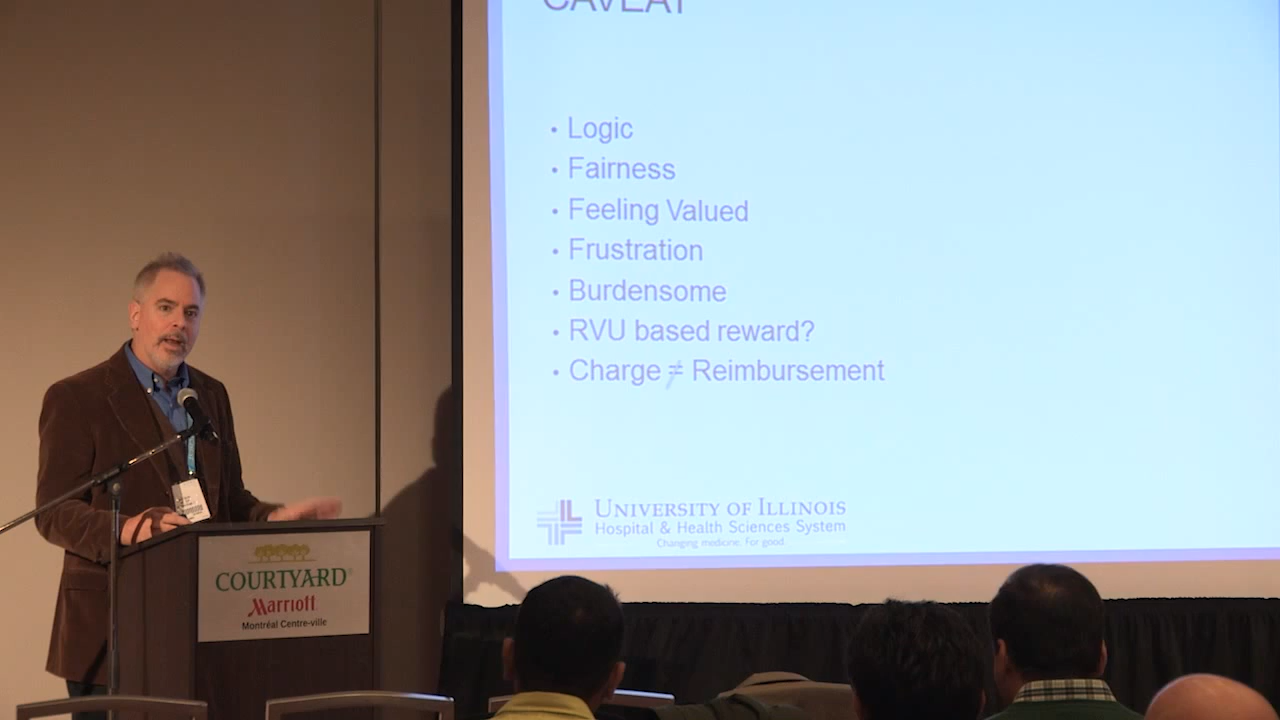 CAVEAT
• Logic
• Fairness
• Feeling Valued
• Frustration
• Burdensome
• RVU based reward?
• Charge ≠ Reimbursement
UNIVERSITY OF ILLINOIS
Hospital & Health Sciences System
Changing medicine. For good.
COURTYARD®
Marriott
Montréal Centre-ville